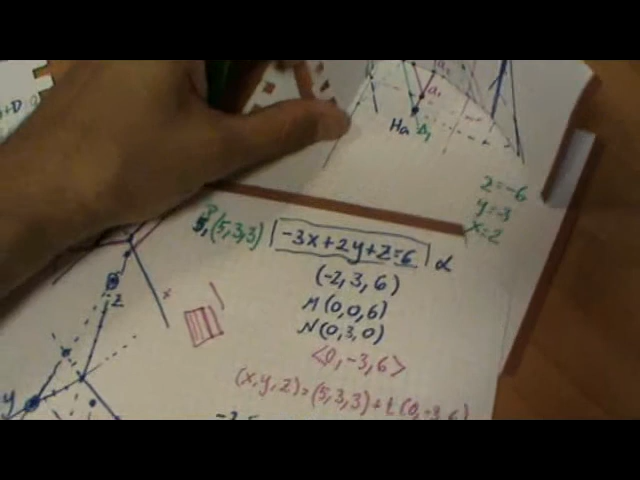 Ha A₁
a₁
z=-6
y=-3
x=2
P
(5,3,3) -3x+2y+z=6 α
(-2,3,6)
M(0,0,6)
N(0,3,0)
<0,-3,6>
(x,y,z)=(5,3,3)+t(0,-3,6)
z
x
y